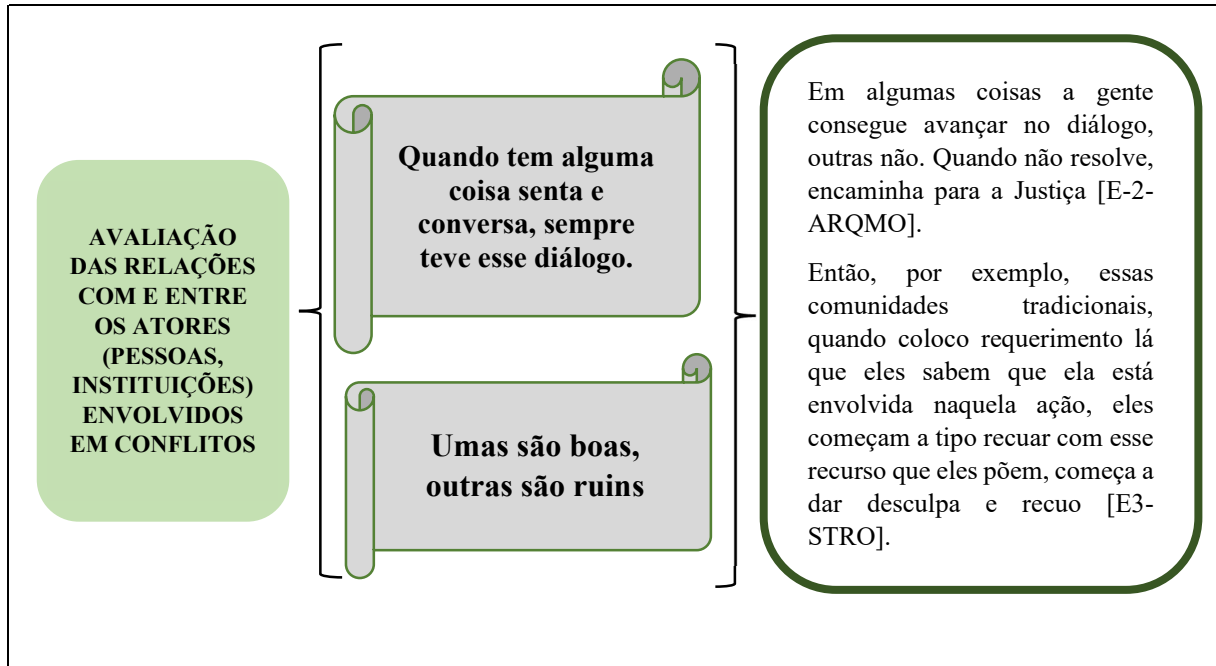 AVALIAÇÃO
DAS RELAÇÕES
COM E ENTRE
OS ATORES
(PESSOAS,
INSTITUIÇÕES)
ENVOLVIDOS
EM CONFLITOS
Quando tem alguma
coisa senta e
conversa, sempre
teve esse diálogo.
Umas são boas,
outras são ruins
Em algumas coisas a gente
consegue avançar no diálogo,
outras não. Quando não resolve,
encaminha para a Justiça [E-2-
ARQMO].
Então, por exemplo, essas
comunidades tradicionais,
quando coloco requerimento lá
que eles sabem que ela está
envolvida naquela ação, eles
começam a tipo recuar com esse
recurso que eles põem, começa a
dar desculpa e recuo [E3-
STRO].